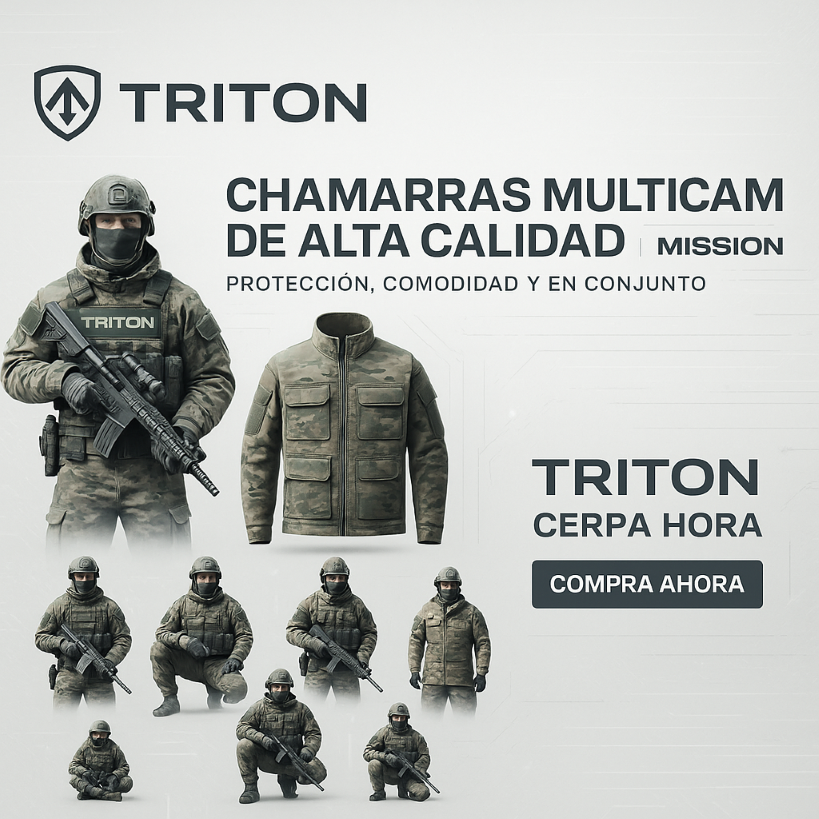 TRITON
CHAMARRAS MULTICAM
DE ALTA CALIDAD | MISSION
PROTECCIÓN, COMODIDAD Y EN CONJUNTO
TRITON
TRITON
CERPA HORA
COMPRA AHORA